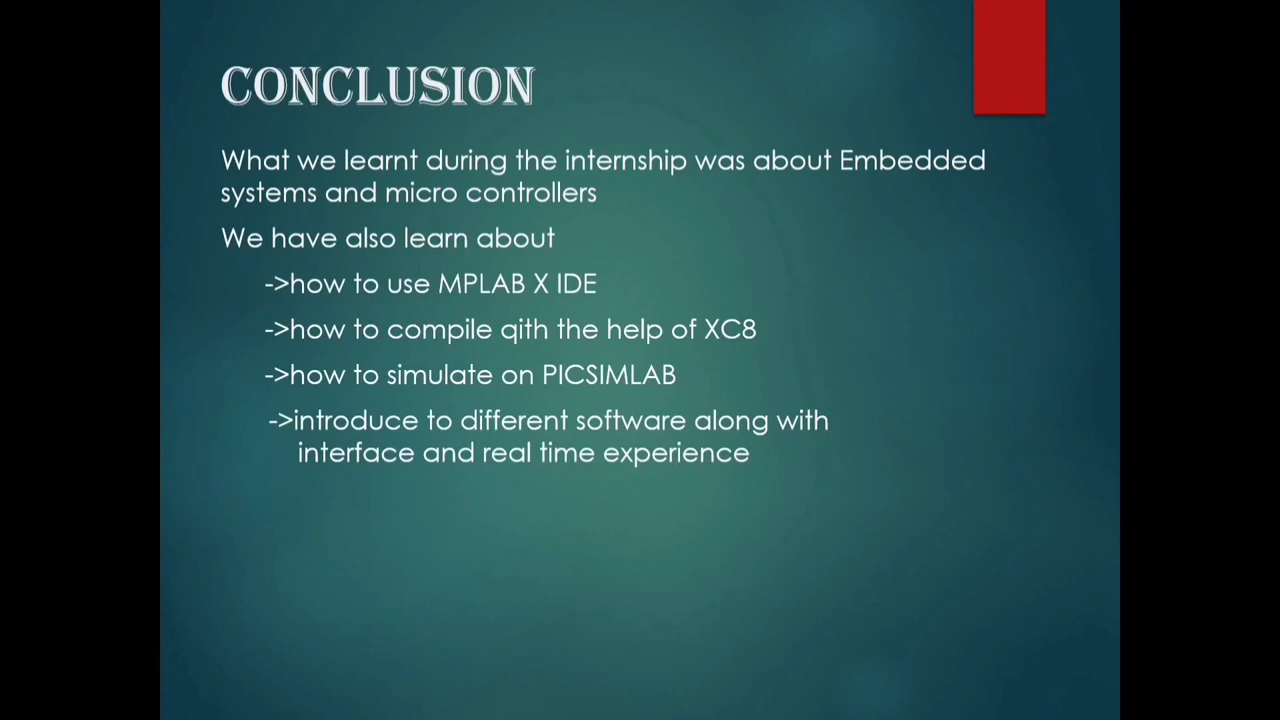 CONCLUSION
What we learnt during the internship was about Embedded
systems and micro controllers
We have also learn about
->how to use MPLAB X IDE
->how to compile qith the help of XC8
->how to simulate on PICSIMLAB
->introduce to different software along with
interface and real time experience